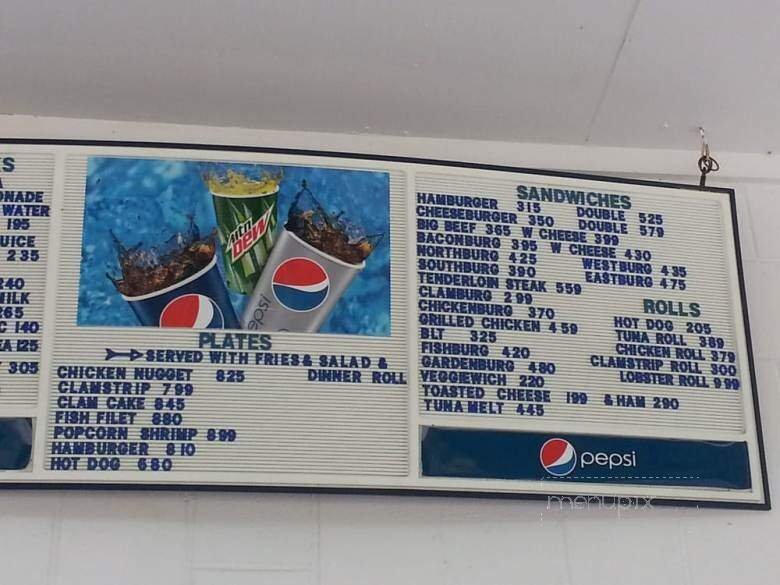 KS
A
ONADE
WATER
195
UICE
235
240
MILK
265
C 140
EA 125
305
Mtn
DEW
PLATES
SERVED WITH FRIES & SALAD &
DINNER ROLL
CHICKEN NUGGET 825
CLAMSTRIP 799
CLAM CAKE 845
FISH FILET 880
POPCORN SHRIMP 899
HAMBURGER 810
HOT DOG 680
SANDWICHES
HAMBURGER 315 DOUBLE 525
CHEESEBURGER 350 DOUBLE 579
BIG BEEF 365 W CHEESE 399
BACONBURG 395 W CHEESE 430
NORTHBURG 425 WESTBURG 435
SOUTHBURG 390 EASTBURG 475
TENDERLOIN STEAK 559
CLAMBURG 299
CHICKENBURG 370
GRILLED CHICKEN 459
BLT 325
FISHBURG 420
GARDENBURG 480
VEGGIEWICH 220
TOASTED CHEESE 199 & HAM 290
TUNA MELT 445
ROLLS
HOT DOG 205
TUNA ROLL 389
CHICKEN ROLL 379
CLAMSTRIP ROLL 300
LOBSTER ROLL 999
pepsi
menupix